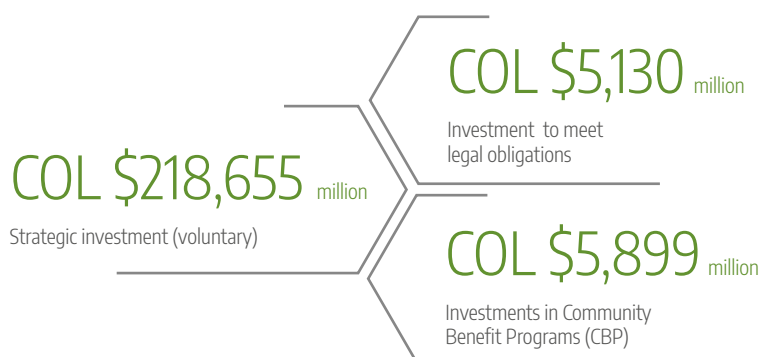 COL $5,130 million
Investment to meet
legal obligations
COL $218,655 million
Strategic investment (voluntary)
COL $5,899 million
Investments in Community
Benefit Programs (CBP)